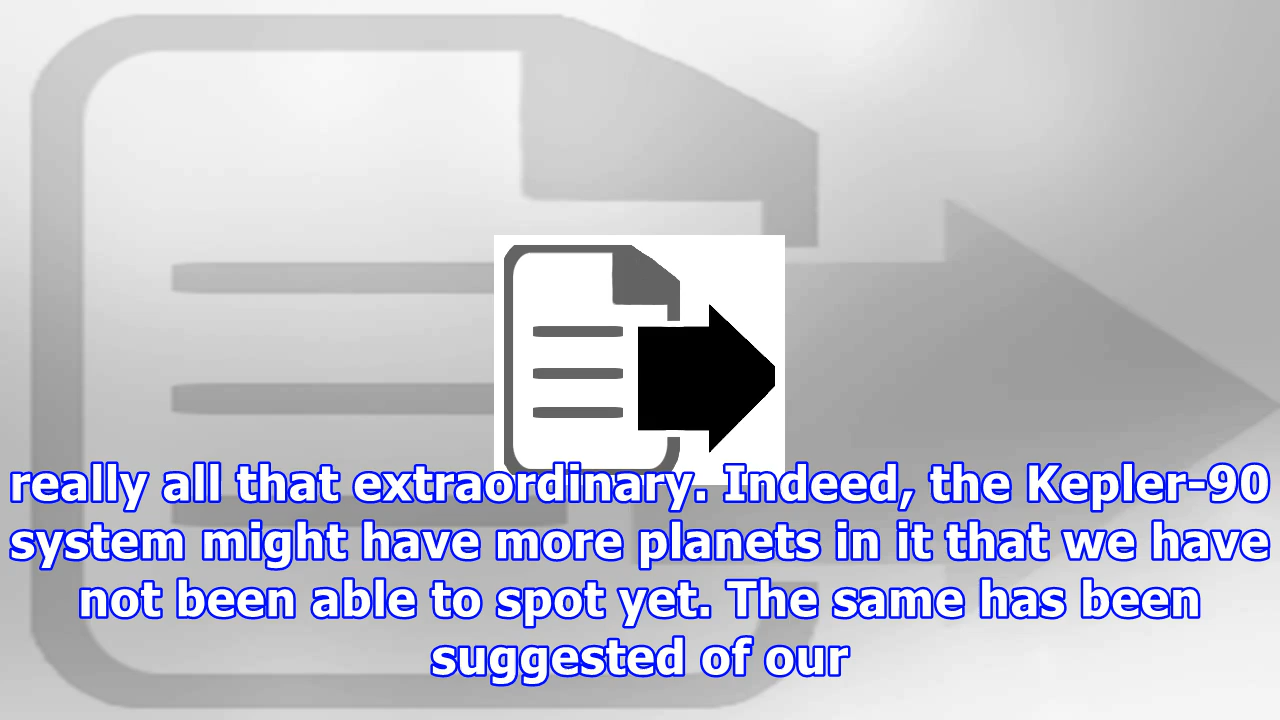 really all that extraordinary. Indeed, the Kepler-90
system might have more planets in it that we have
not been able to spot yet. The same has been
suggested of our